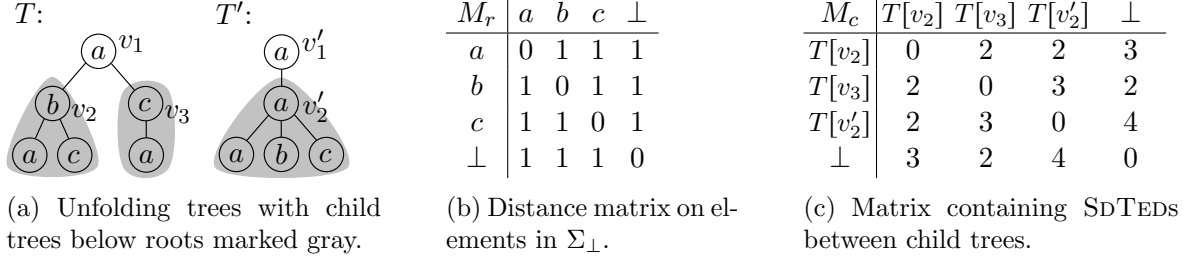 T: T′:
a v₁ a v′₁
b v₂ c v₃ a v′₂
a c a a b c
(a) Unfolding trees with child
trees below roots marked gray.
M_r a b c ⊥
a 0 1 1 1
b 1 0 1 1
c 1 1 0 1
⊥ 1 1 1 0
(b) Distance matrix on el-
ements in Σ_⊥.
M_c T[v₂] T[v₃] T[v′₂] ⊥
T[v₂] 0 2 2 3
T[v₃] 2 0 3 2
T[v′₂] 2 3 0 4
⊥ 3 2 4 0
(c) Matrix containing SDTEDs
between child trees.